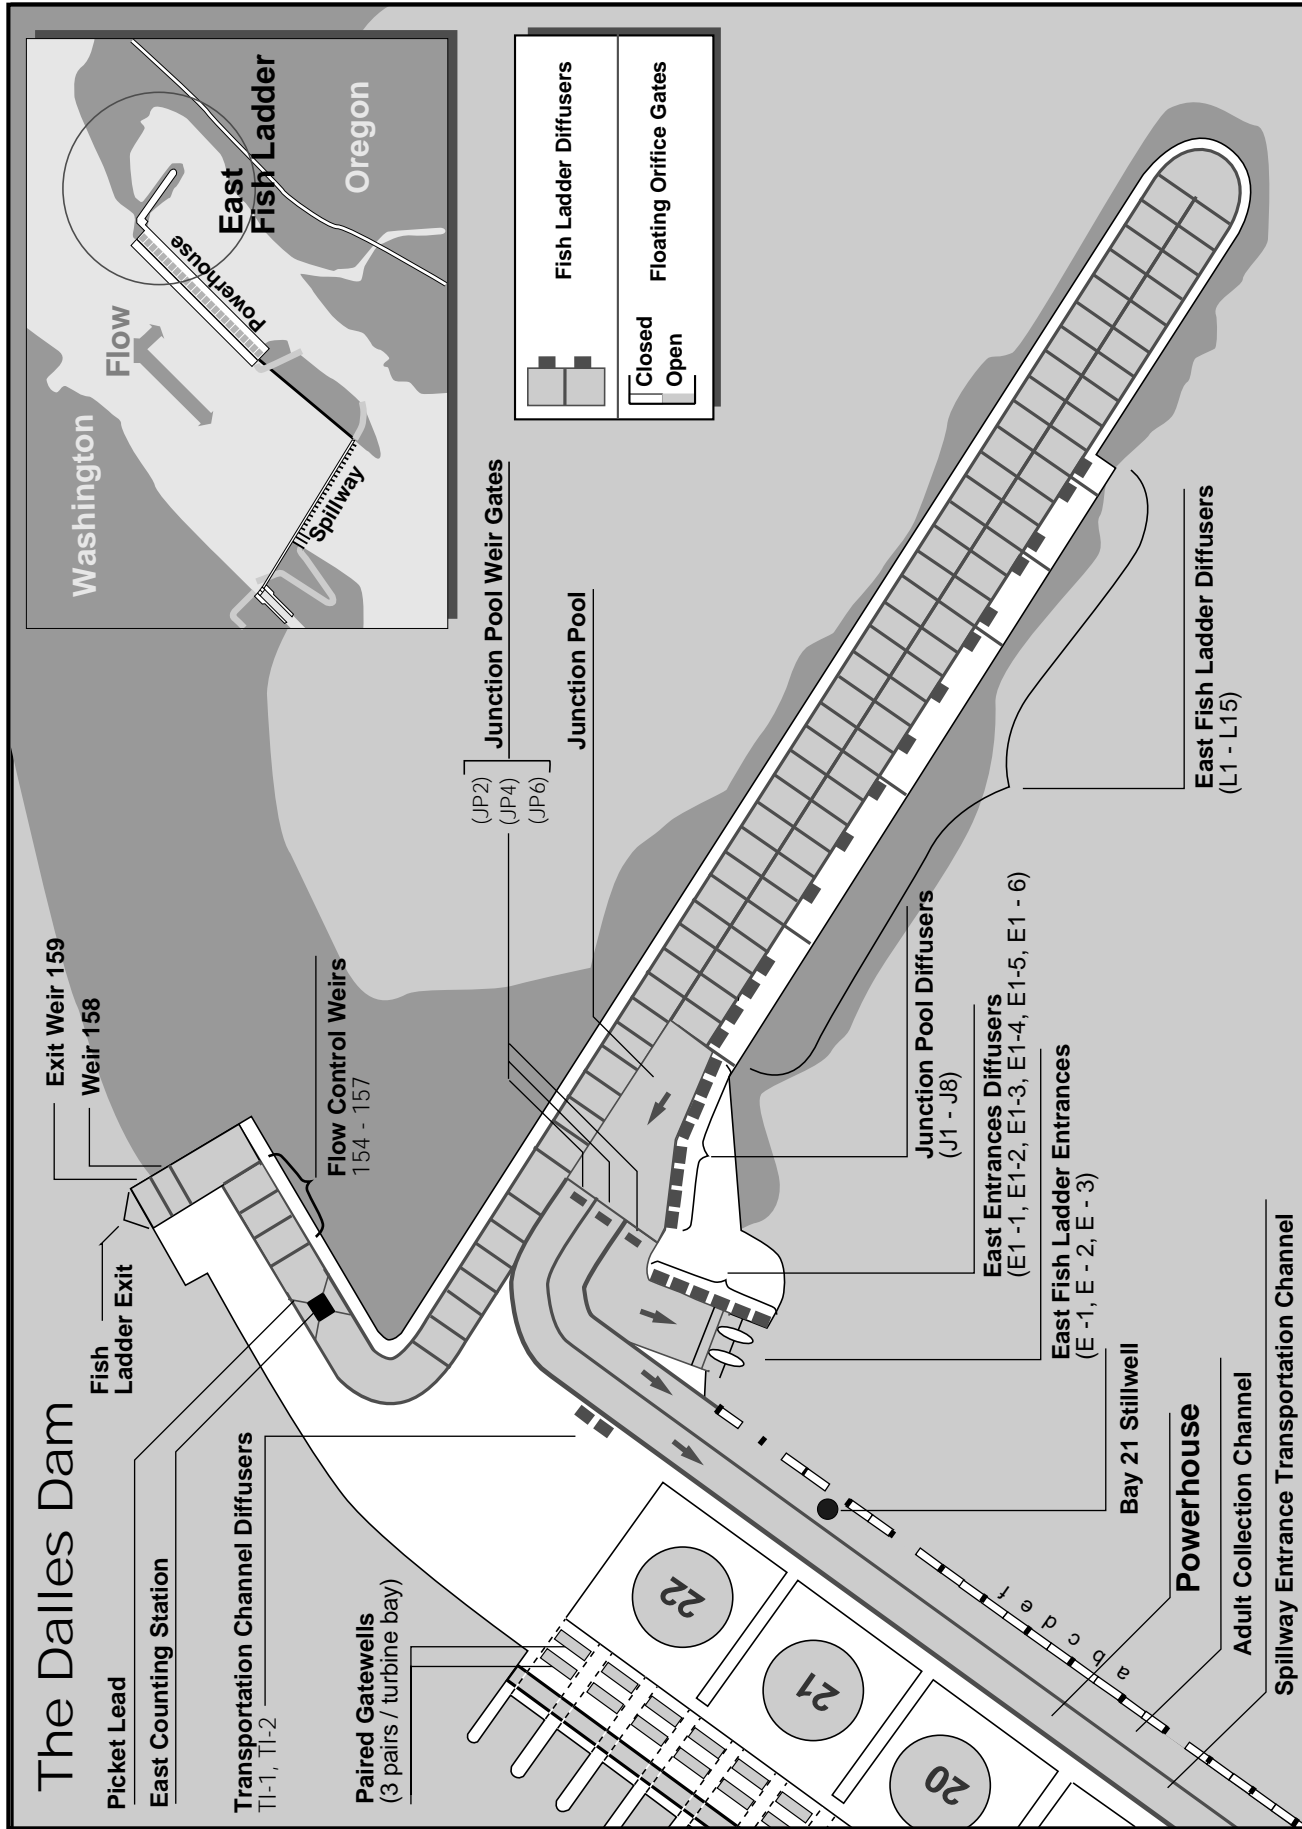 The Dalles Dam
Picket Lead
East Counting Station
Transportation Channel Diffusers
TI-1, TI-2
Paired Gatewells
(3 pairs / turbine bay)
Fish
Ladder Exit
Exit Weir 159
Weir 158
Flow Control Weirs
154 - 157
Washington
Flow
Powerhouse
Spillway
East
Fish Ladder
Oregon
Fish Ladder Diffusers
Floating Orifice Gates
Closed
Open
(JP2)
(JP4)
(JP6)
Junction Pool Weir Gates
Junction Pool
East Fish Ladder Diffusers
(L1 - L15)
Junction Pool Diffusers
(J1 - J8)
East Entrances Diffusers
(E1 -1, E1-2, E1-3, E1-4, E1-5, E1 - 6)
East Fish Ladder Entrances
(E -1, E - 2, E - 3)
Bay 21 Stillwell
Powerhouse
Adult Collection Channel
Spillway Entrance Transportation Channel
22
21
20
a b c d e f